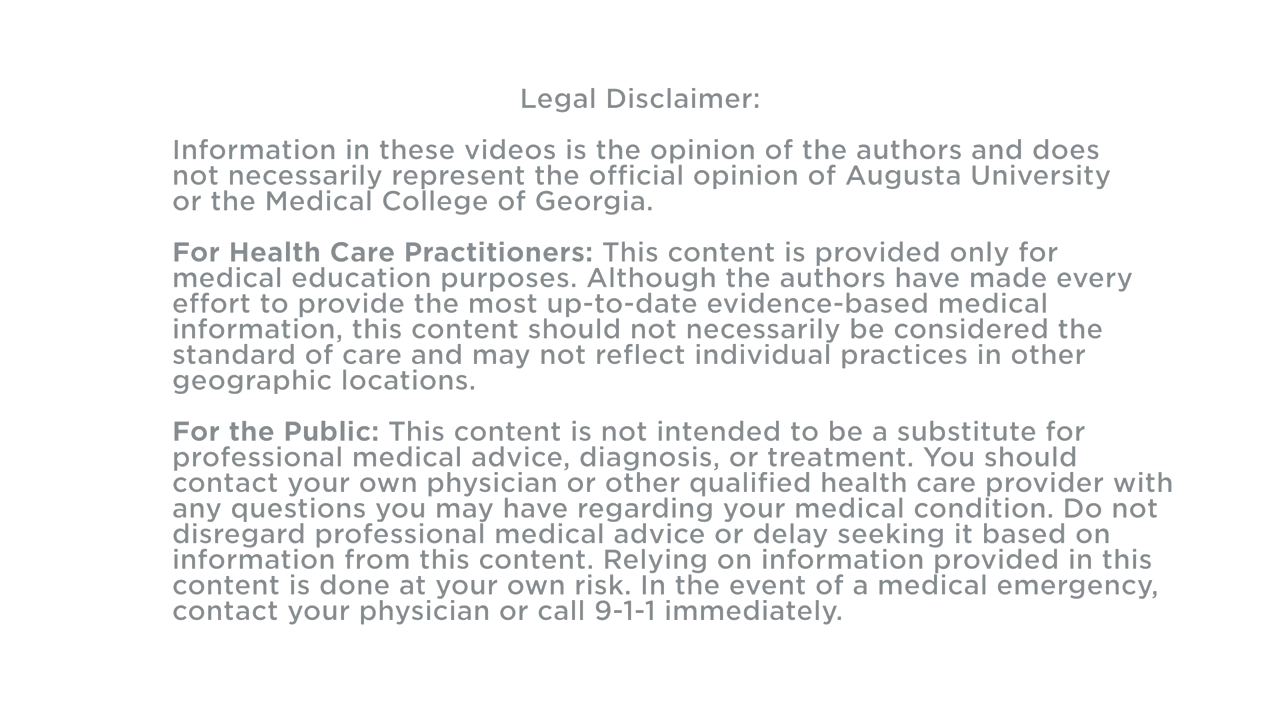 Legal Disclaimer:
Information in these videos is the opinion of the authors and does
not necessarily represent the official opinion of Augusta University
or the Medical College of Georgia.
For Health Care Practitioners: This content is provided only for
medical education purposes. Although the authors have made every
effort to provide the most up-to-date evidence-based medical
information, this content should not necessarily be considered the
standard of care and may not reflect individual practices in other
geographic locations.
For the Public: This content is not intended to be a substitute for
professional medical advice, diagnosis, or treatment. You should
contact your own physician or other qualified health care provider with
any questions you may have regarding your medical condition. Do not
disregard professional medical advice or delay seeking it based on
information from this content. Relying on information provided in this
content is done at your own risk. In the event of a medical emergency,
contact your physician or call 9-1-1 immediately.